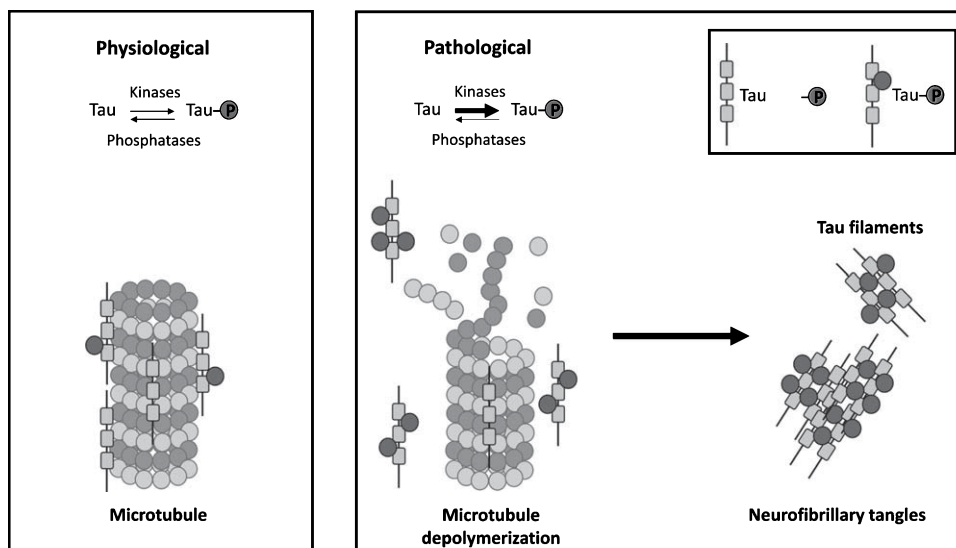 Physiological
Kinases
Tau Tau-P
Phosphatases
Microtubule
Pathological
Kinases
Tau Tau-P
Phosphatases
Tau -P Tau-P
Tau filaments
Microtubule
depolymerization
Neurofibrillary tangles